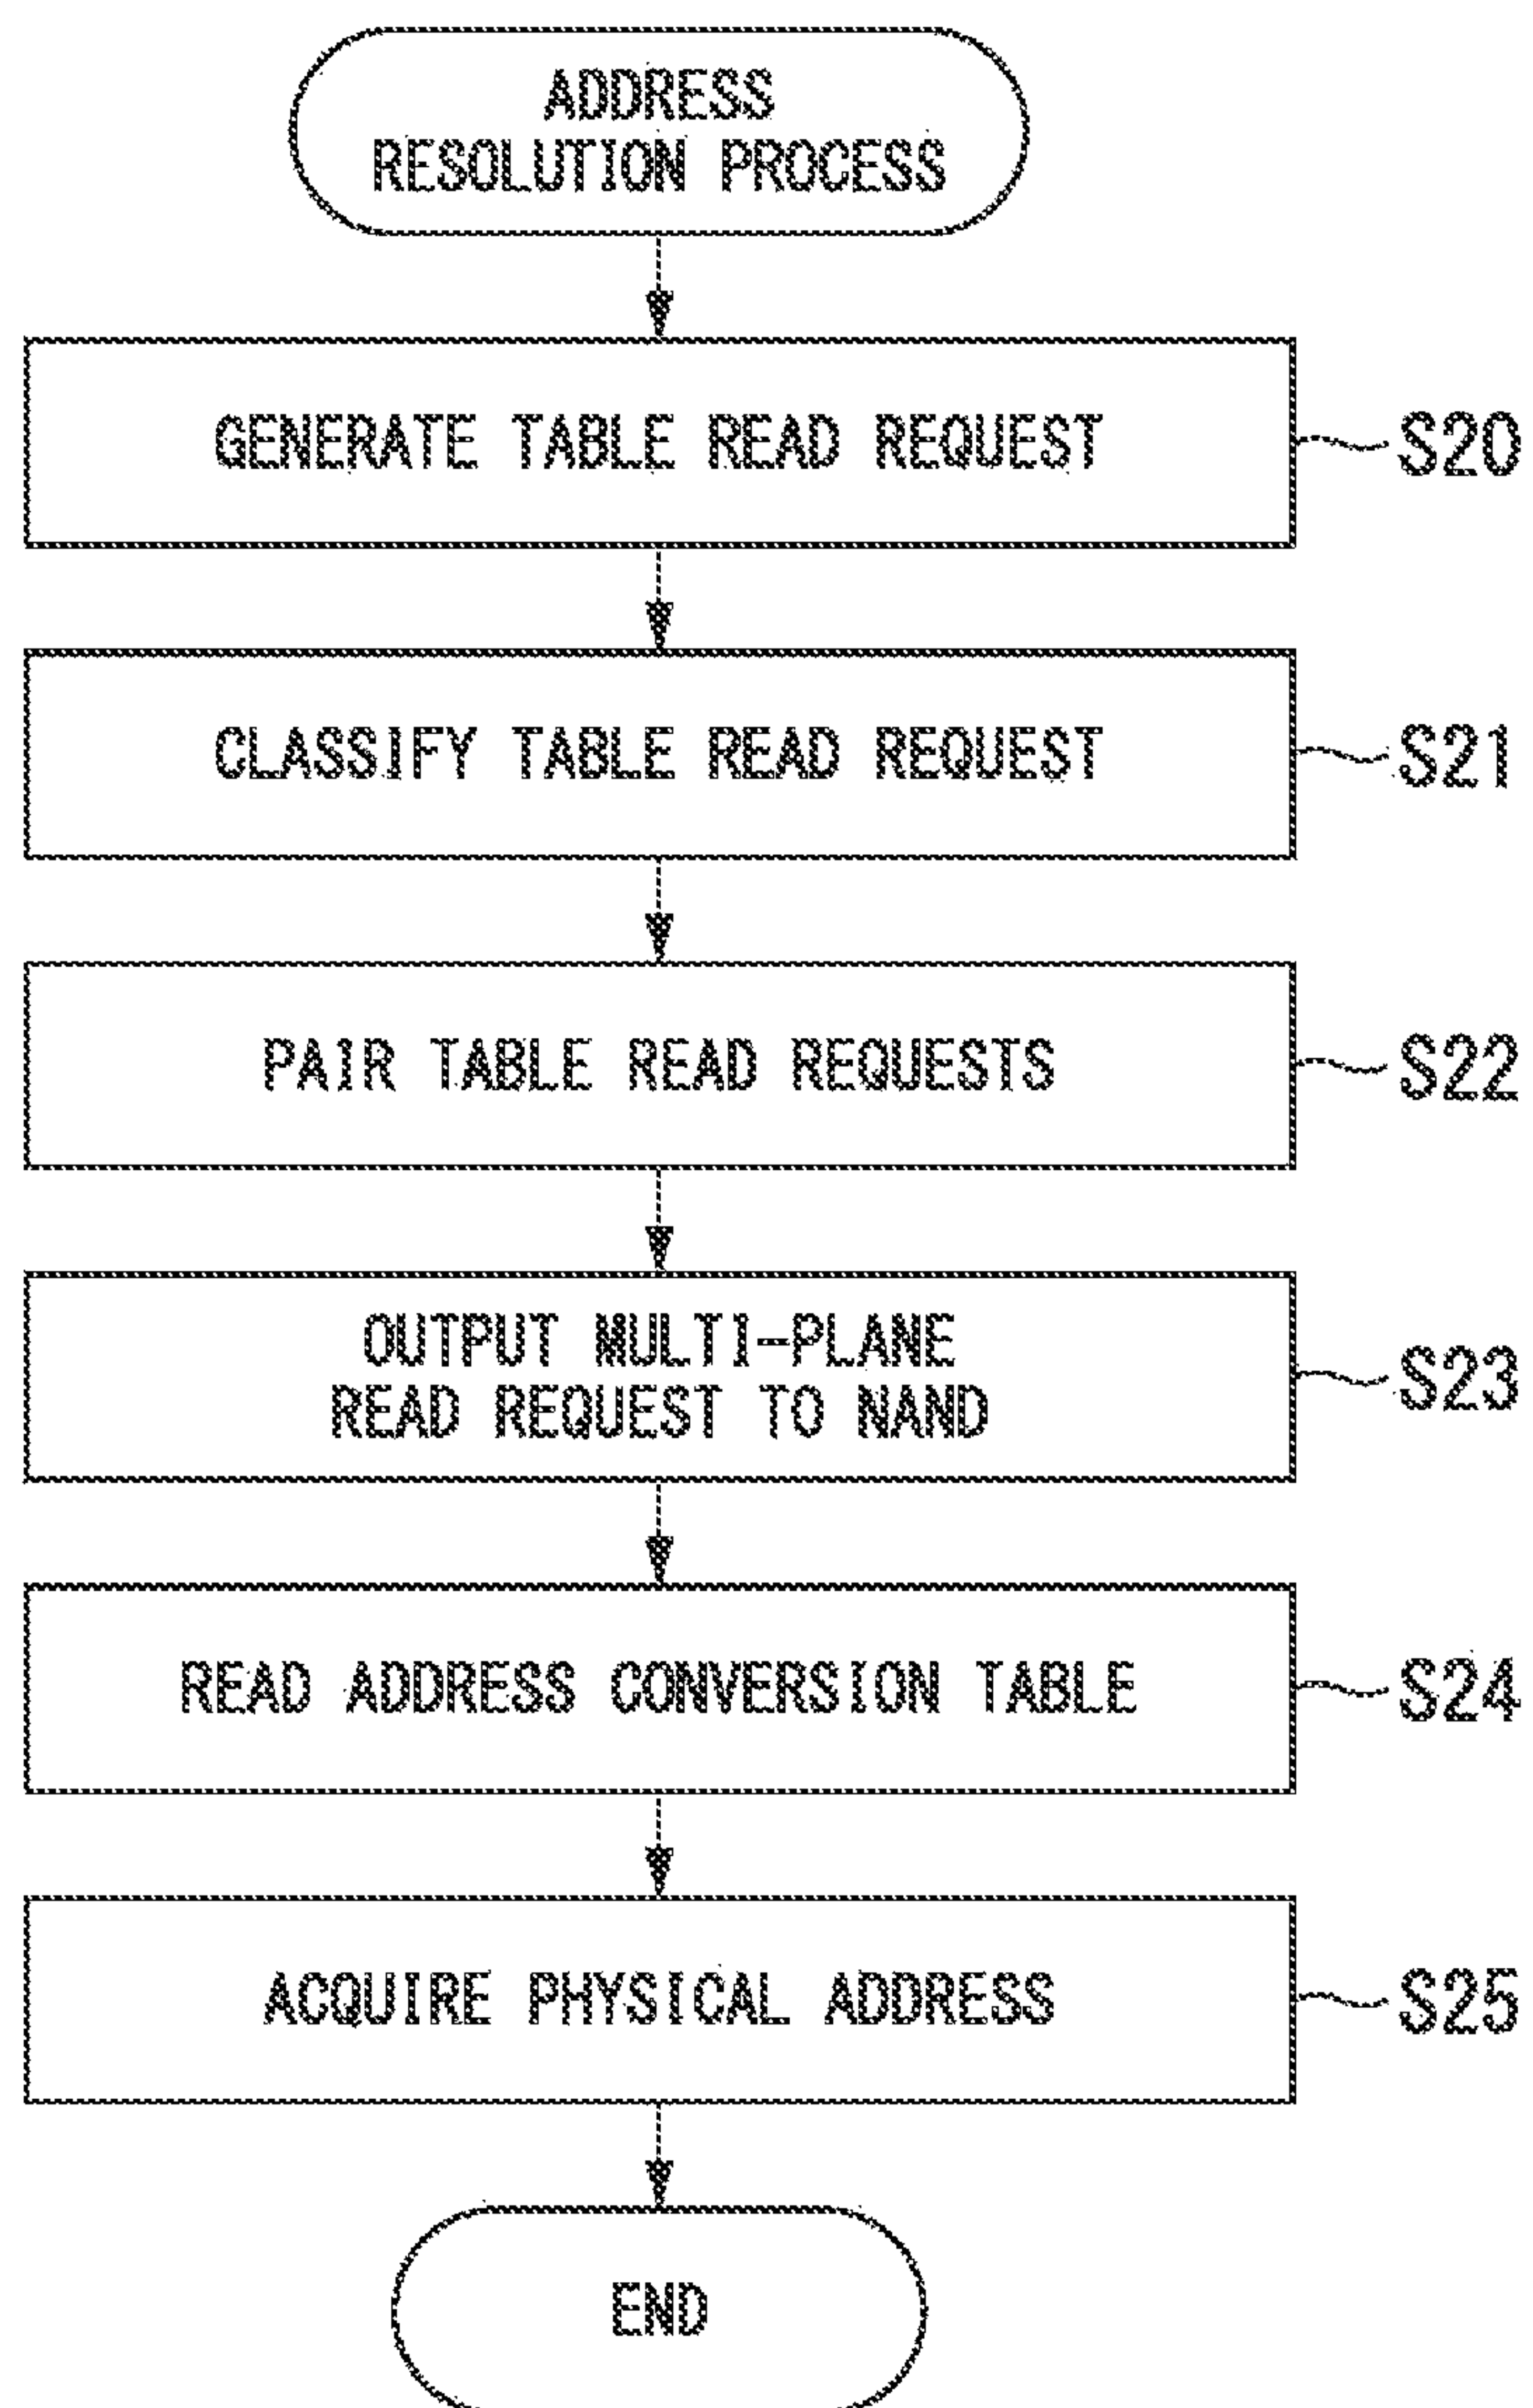 ADDRESS
RESOLUTION PROCESS
GENERATE TABLE READ REQUEST
S20
CLASSIFY TABLE READ REQUEST
S21
PAIR TABLE READ REQUESTS
S22
OUTPUT MULTI-PLANE
READ REQUEST TO NAND
S23
READ ADDRESS CONVERSION TABLE
S24
ACQUIRE PHYSICAL ADDRESS
S25
END